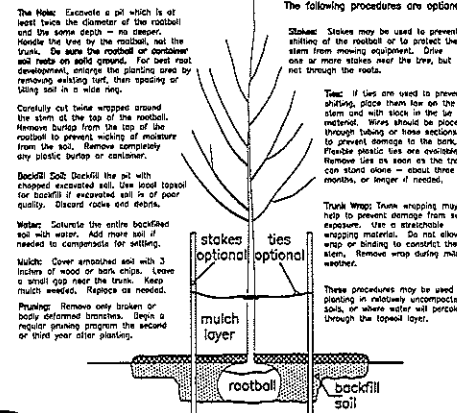 The Hole: Excavate a pit which is at
least twice the diameter of the rootball
and the same depth — no deeper.
Handle the tree by the rootball, not the
trunk. Be sure the rootball or container
soil rests on solid ground. For best root
development, enlarge the planting area by
removing existing turf, then spading or
tilling soil in a wide ring.
Carefully cut twine wrapped around
the stem at the top of the rootball.
Remove burlap from the top of the
rootball to prevent wicking of moisture
from the soil. Remove completely
any plastic burlap or container.
Backfill Soil: Backfill the pit with
chopped excavated soil. Use local topsoil
for backfill if excavated soil is of poor
quality. Discard rocks and debris.
Water: Saturate the entire backfilled
soil with water. Add more soil if
needed to compensate for settling.
Mulch: Cover smoothed soil with 3
inches of wood or bark chips. Leave
a small gap near the trunk. Keep
mulch weeded. Replace as needed.
Pruning: Remove only broken or
badly deformed branches. Begin a
regular pruning program the second
or third year after planting.
The following procedures are optiona
Stakes: Stakes may be used to prevent
shifting of the rootball or to protect the
stem from mowing equipment. Drive
one or more stakes near the tree, but
not through the roots.
Ties: If ties are used to prevent
shifting, place them low on the
stem and with slack in the tie
material. Wires should be place
through tubing or hose sections
to prevent damage to the bark.
Flexible plastic ties are available
Remove ties as soon as the tre
can stand alone — about three
months, or longer if needed.
Trunk Wrap: Trunk wrapping may
help to prevent damage from su
exposure. Use a stretchable
wrapping material. Do not allow
wrap or binding to constrict the
stem. Remove wrap during mild
weather.
These procedures may be used
planting in relatively uncompacte
soils, or where water will percol
through the topsoil layer.
stakes
optional
ties
optional
mulch
layer
rootball
backfill
soil